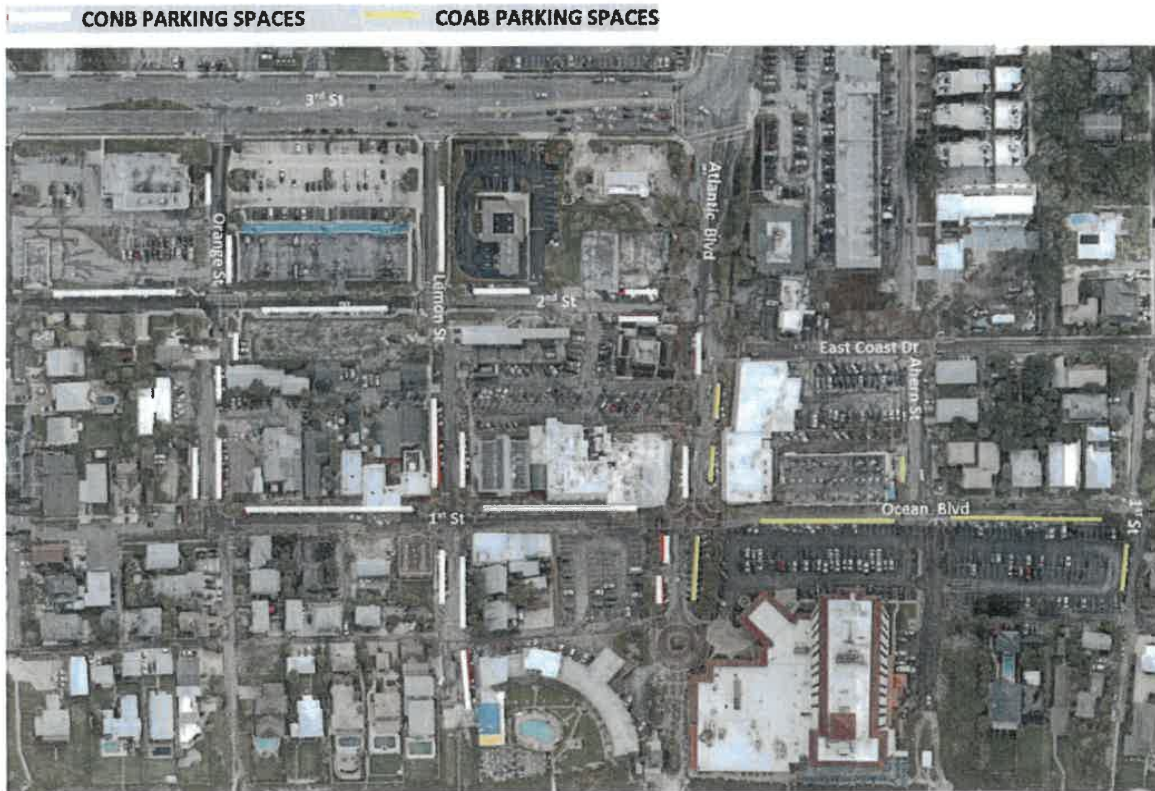 CONB PARKING SPACES
COAB PARKING SPACES
3rd St
Atlantic Blvd
Orange St
Lemon St
2nd St
East Coast Dr
Ahern St
Ocean Blvd
1st St
1st St